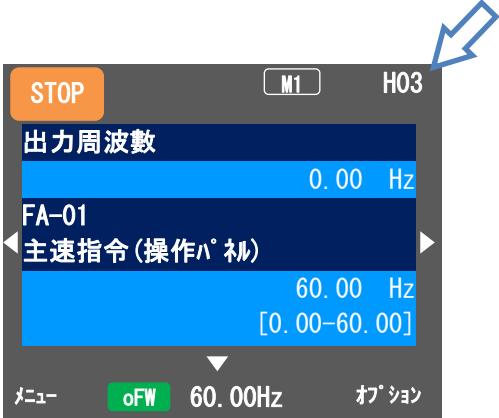 STOP M1 H03
出力周波数
0.00 Hz
FA-01
主速指令(操作ﾊﾟﾈﾙ)
60.00 Hz
[0.00-60.00]
ﾒﾆｭｰ oFW 60.00Hz ｵﾌﾟｼｮﾝ